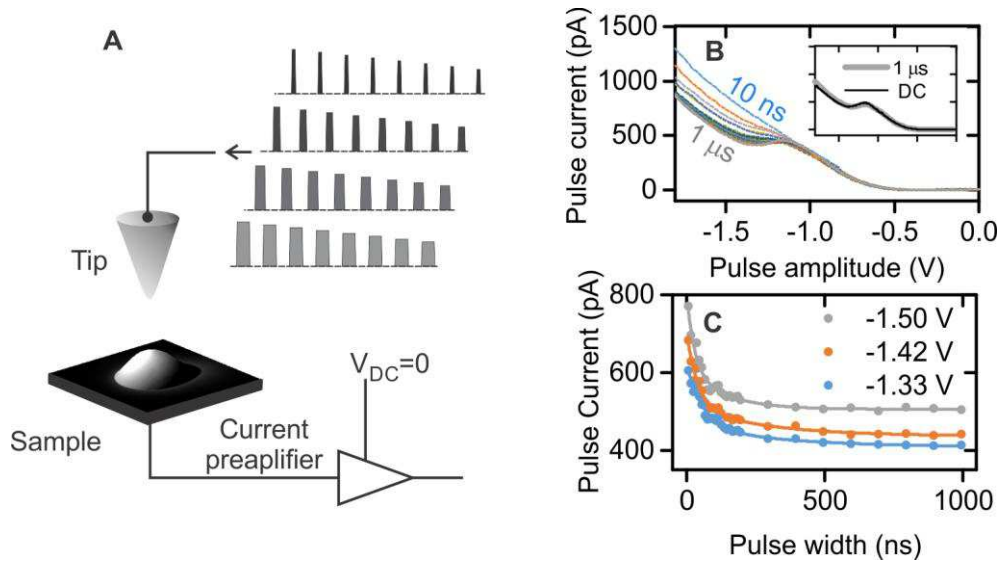 A
Tip
Sample
Current
preaplifier
V_DC=0
B
Pulse current (pA)
1500
1000
500
0
10 ns
1 μs
1 μs
DC
-1.5
-1.0
-0.5
0.0
Pulse amplitude (V)
C
Pulse Current (pA)
800
600
400
-1.50 V
-1.42 V
-1.33 V
0
500
1000
Pulse width (ns)